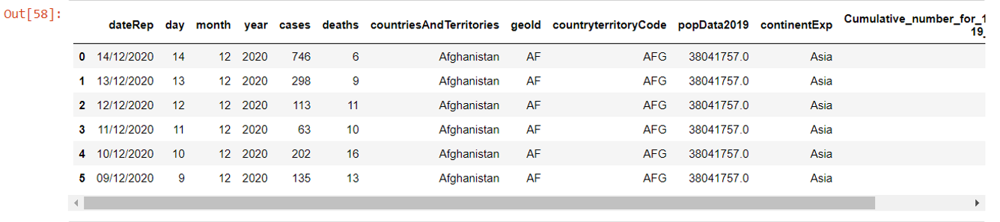 Out[58]:
dateRep day month year cases deaths countriesAndTerritories geoId countryterritoryCode popData2019 continentExp Cumulative_number_for_1
19_
0 14/12/2020 14 12 2020 746 6 Afghanistan AF AFG 38041757.0 Asia
1 13/12/2020 13 12 2020 298 9 Afghanistan AF AFG 38041757.0 Asia
2 12/12/2020 12 12 2020 113 11 Afghanistan AF AFG 38041757.0 Asia
3 11/12/2020 11 12 2020 63 10 Afghanistan AF AFG 38041757.0 Asia
4 10/12/2020 10 12 2020 202 16 Afghanistan AF AFG 38041757.0 Asia
5 09/12/2020 9 12 2020 135 13 Afghanistan AF AFG 38041757.0 Asia